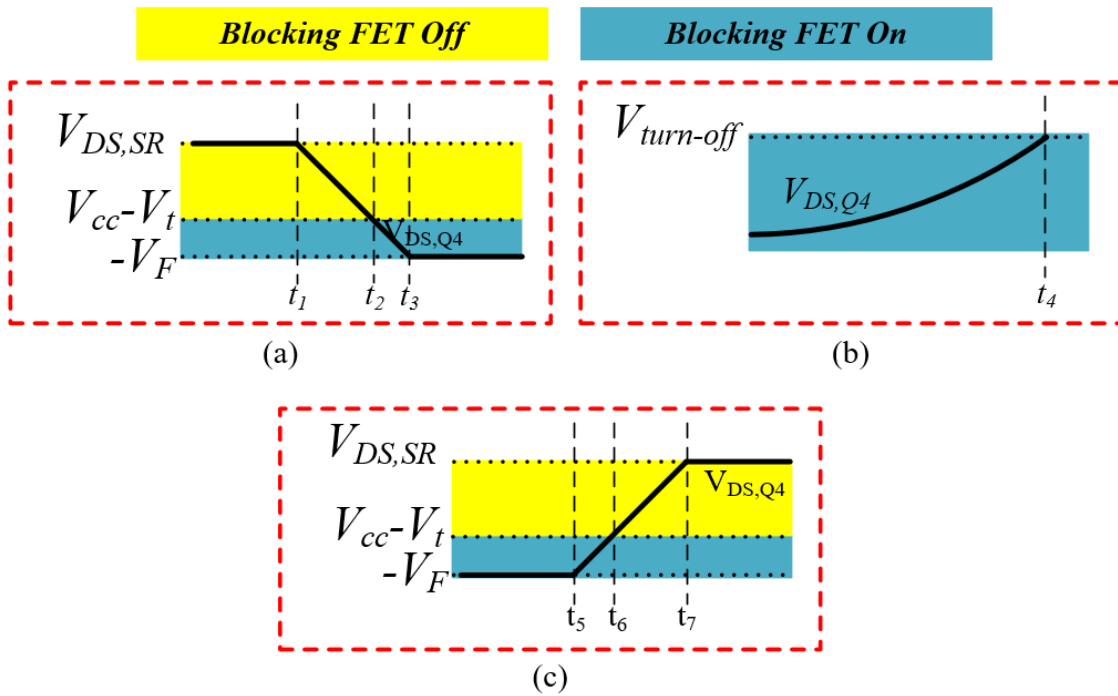 Blocking FET Off
Blocking FET On
V_DS,SR
V_cc-V_t
-V_F
V_DS,Q4
t_1 t_2 t_3
(a)
V_turn-off
V_DS,Q4
t_4
(b)
V_DS,SR
V_cc-V_t
-V_F
V_DS,Q4
t_5 t_6 t_7
(c)